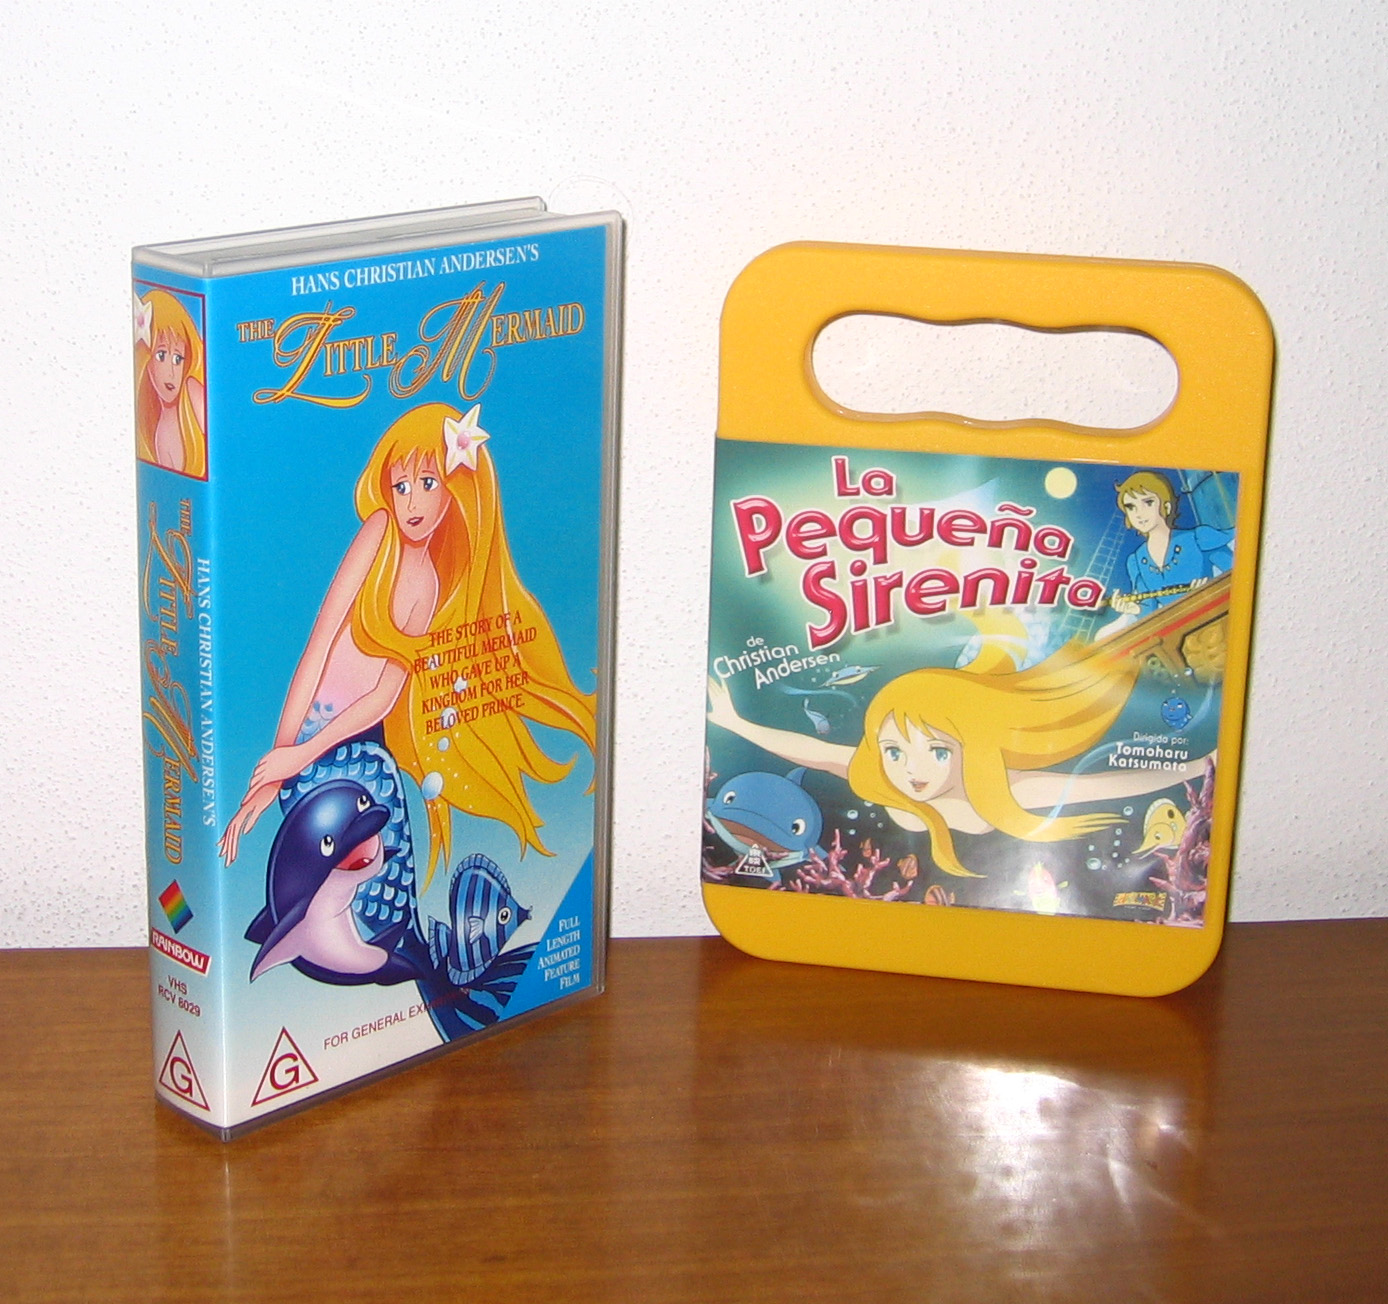 HANS CHRISTIAN ANDERSEN'S
THE LITTLE MERMAID
THE STORY OF A
BEAUTIFUL MERMAID
WHO GAVE UP A
KINGDOM FOR HER
BELOVED PRINCE.
FULL
LENGTH
ANIMATED
FEATURE
FILM
FOR GENERAL
G
HANS CHRISTIAN ANDERSEN'S
THE LITTLE MERMAID
RAINBOW
VHS
RCV 6029
G
La
Pequeña
Sirenita
de
Christian
Andersen
Dirigida por:
Tomoharu
Katsumata
TOEI